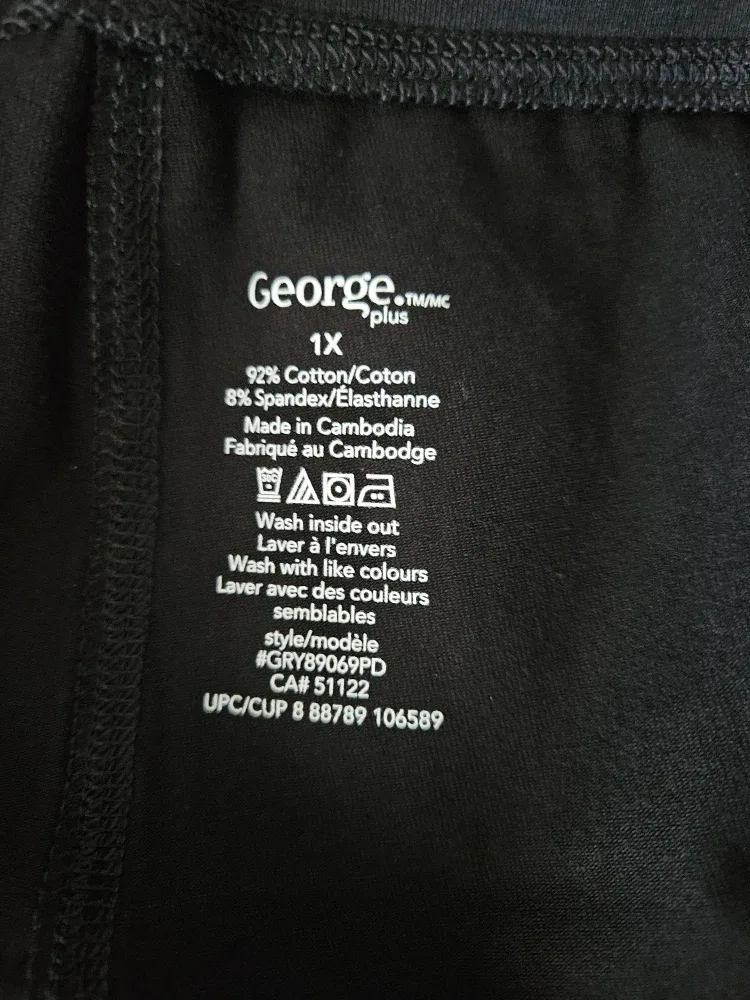 George.TM/MC
plus
1X
92% Cotton/Coton
8% Spandex/Élasthanne
Made in Cambodia
Fabriqué au Cambodge
Wash inside out
Laver à l'envers
Wash with like colours
Laver avec des couleurs
semblables
style/modèle
#GRY89069PD
CA# 51122
UPC/CUP 8 88789 106589